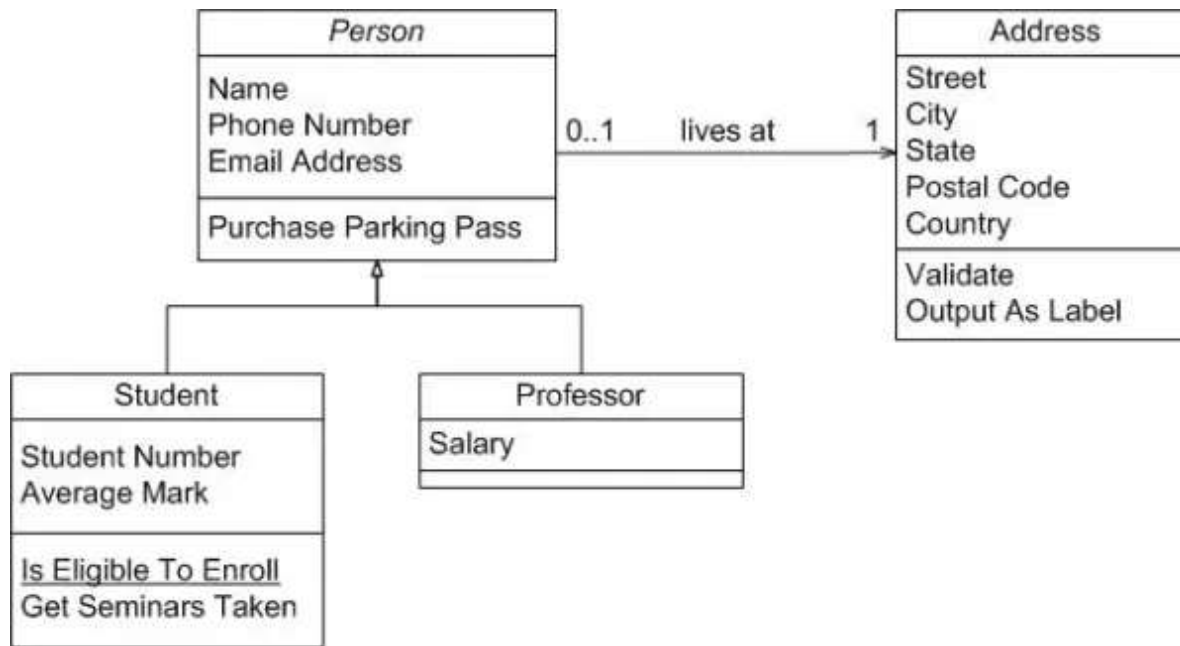 Person
Name
Phone Number
Email Address
Purchase Parking Pass
0..1 lives at 1
Address
Street
City
State
Postal Code
Country
Validate
Output As Label
Student
Student Number
Average Mark
Is Eligible To Enroll
Get Seminars Taken
Professor
Salary